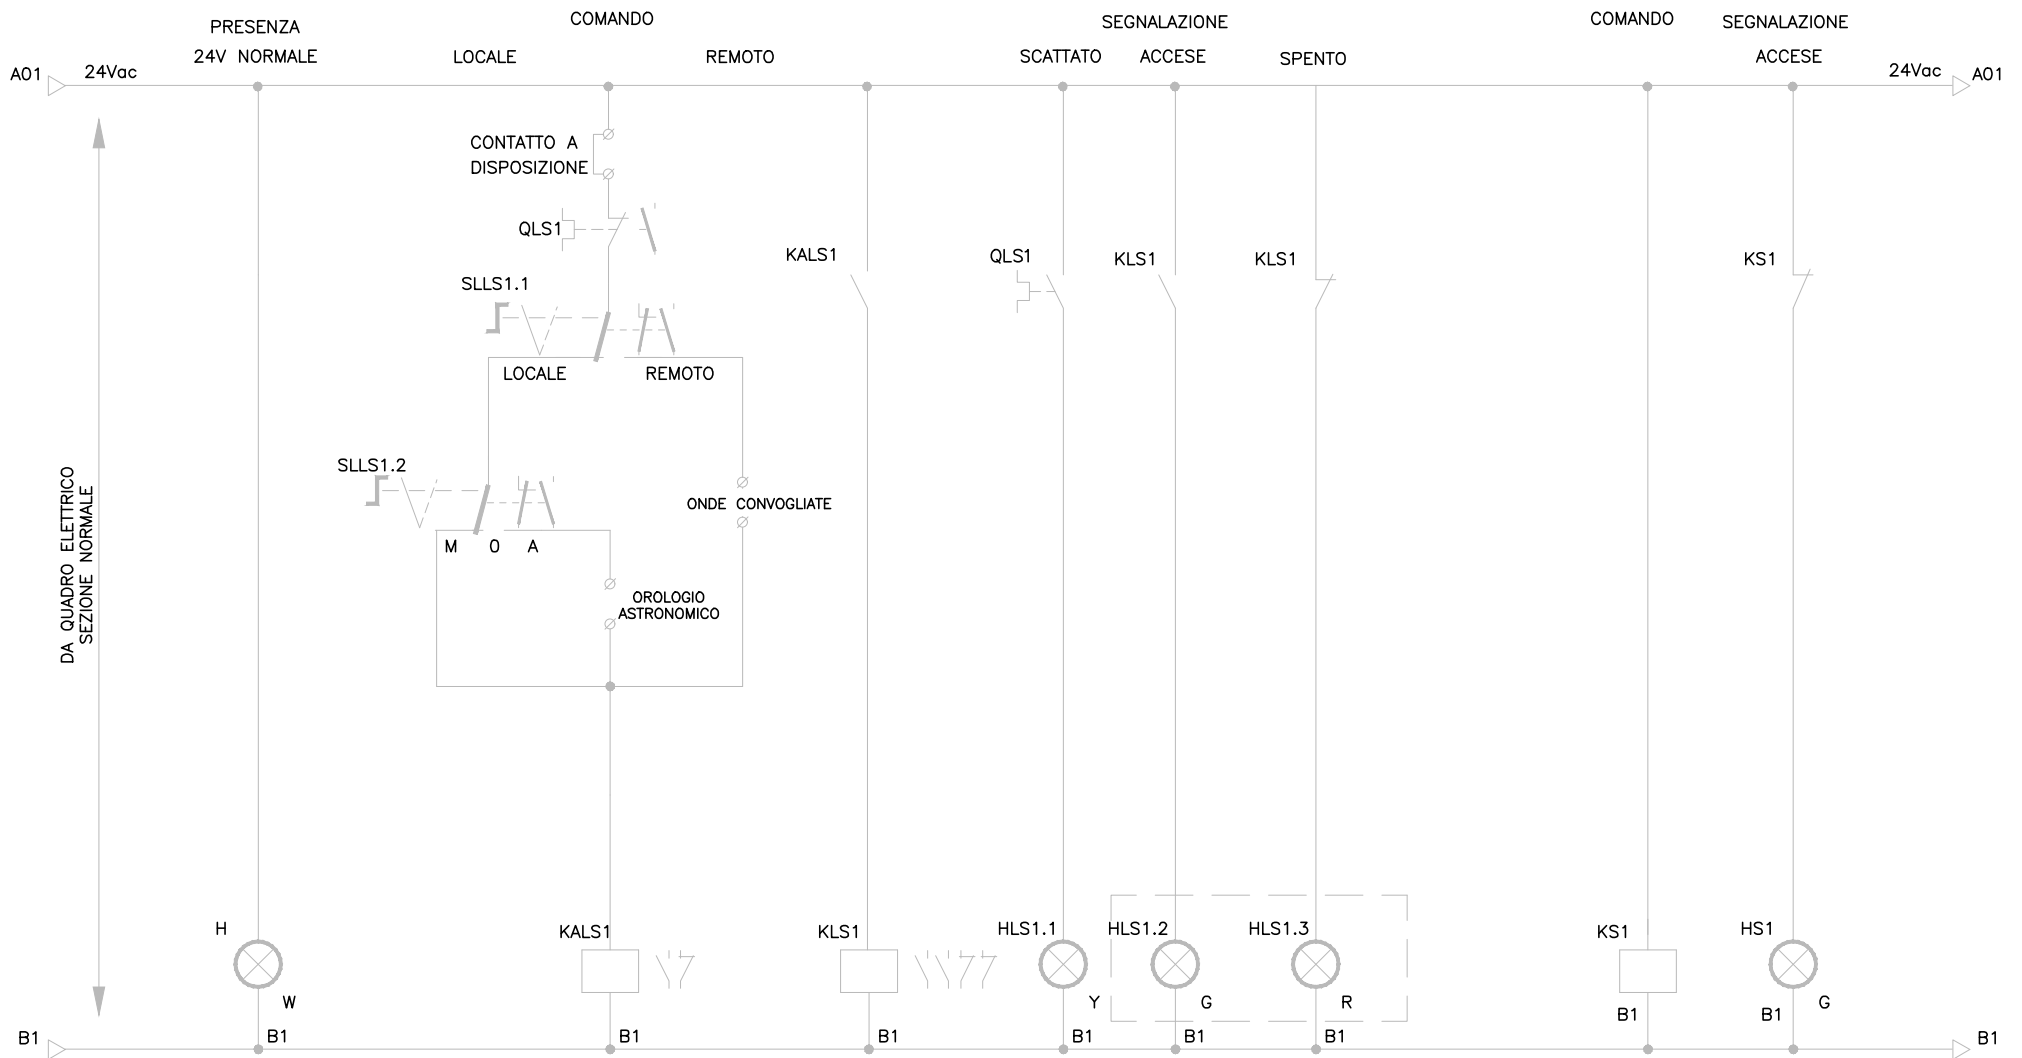 PRESENZA
24V NORMALE
COMANDO
LOCALE
REMOTO
SEGNALAZIONE
SCATTATO
ACCESE
SPENTO
COMANDO
SEGNALAZIONE
ACCESE
A01
24Vac
24Vac
A01
CONTATTO A
DISPOSIZIONE
QLS1
SLLS1.1
LOCALE
REMOTO
KALS1
QLS1
KLS1
KLS1
KS1
SLLS1.2
M
O
A
ONDE CONVOGLIATE
OROLOGIO
ASTRONOMICO
DA QUADRO ELETTRICO
SEZIONE NORMALE
H
W
KALS1
KLS1
HLS1.1
Y
HLS1.2
G
HLS1.3
R
KS1
HS1
G
B1
B1
B1
B1
B1
B1
B1
B1
B1
B1